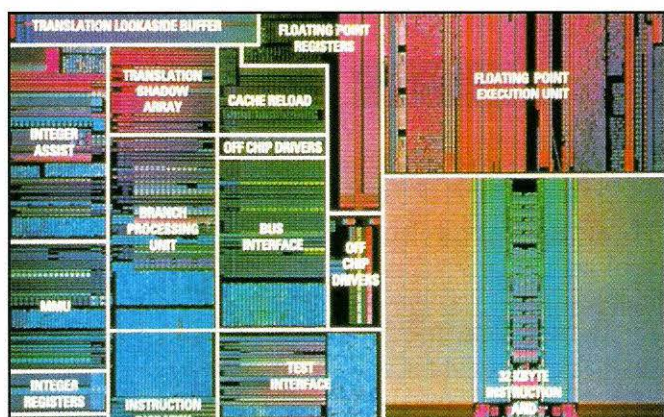 TRANSLATION LOOKASIDE BUFFER
FLOATING POINT
REGISTERS
FLOATING POINT
EXECUTION UNIT
TRANSLATION
SHADOW
ARRAY
CACHE RELOAD
INTEGER
ASSIST
OFF CHIP DRIVERS
BRANCH
PROCESSING
UNIT
BUS
INTERFACE
OFF
CHIP
DRIVERS
MMU
TEST
INTERFACE
32 KBYTE
INSTRUCTION
AND
INTEGER
REGISTERS
INSTRUCTION